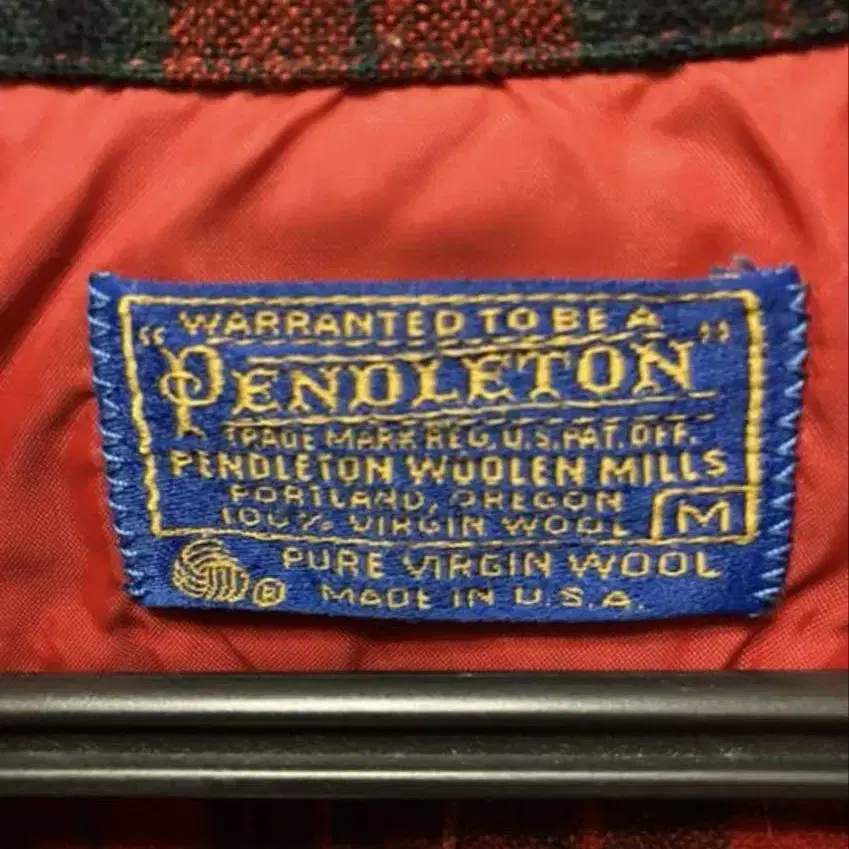 WARRANTED TO BE A
"PENDLETON"
TRADE MARK REG. U.S. PAT. OFF.
PENDLETON WOOLEN MILLS
PORTLAND, OREGON
100% VIRGIN WOOL M
PURE VIRGIN WOOL
® MADE IN U.S.A.